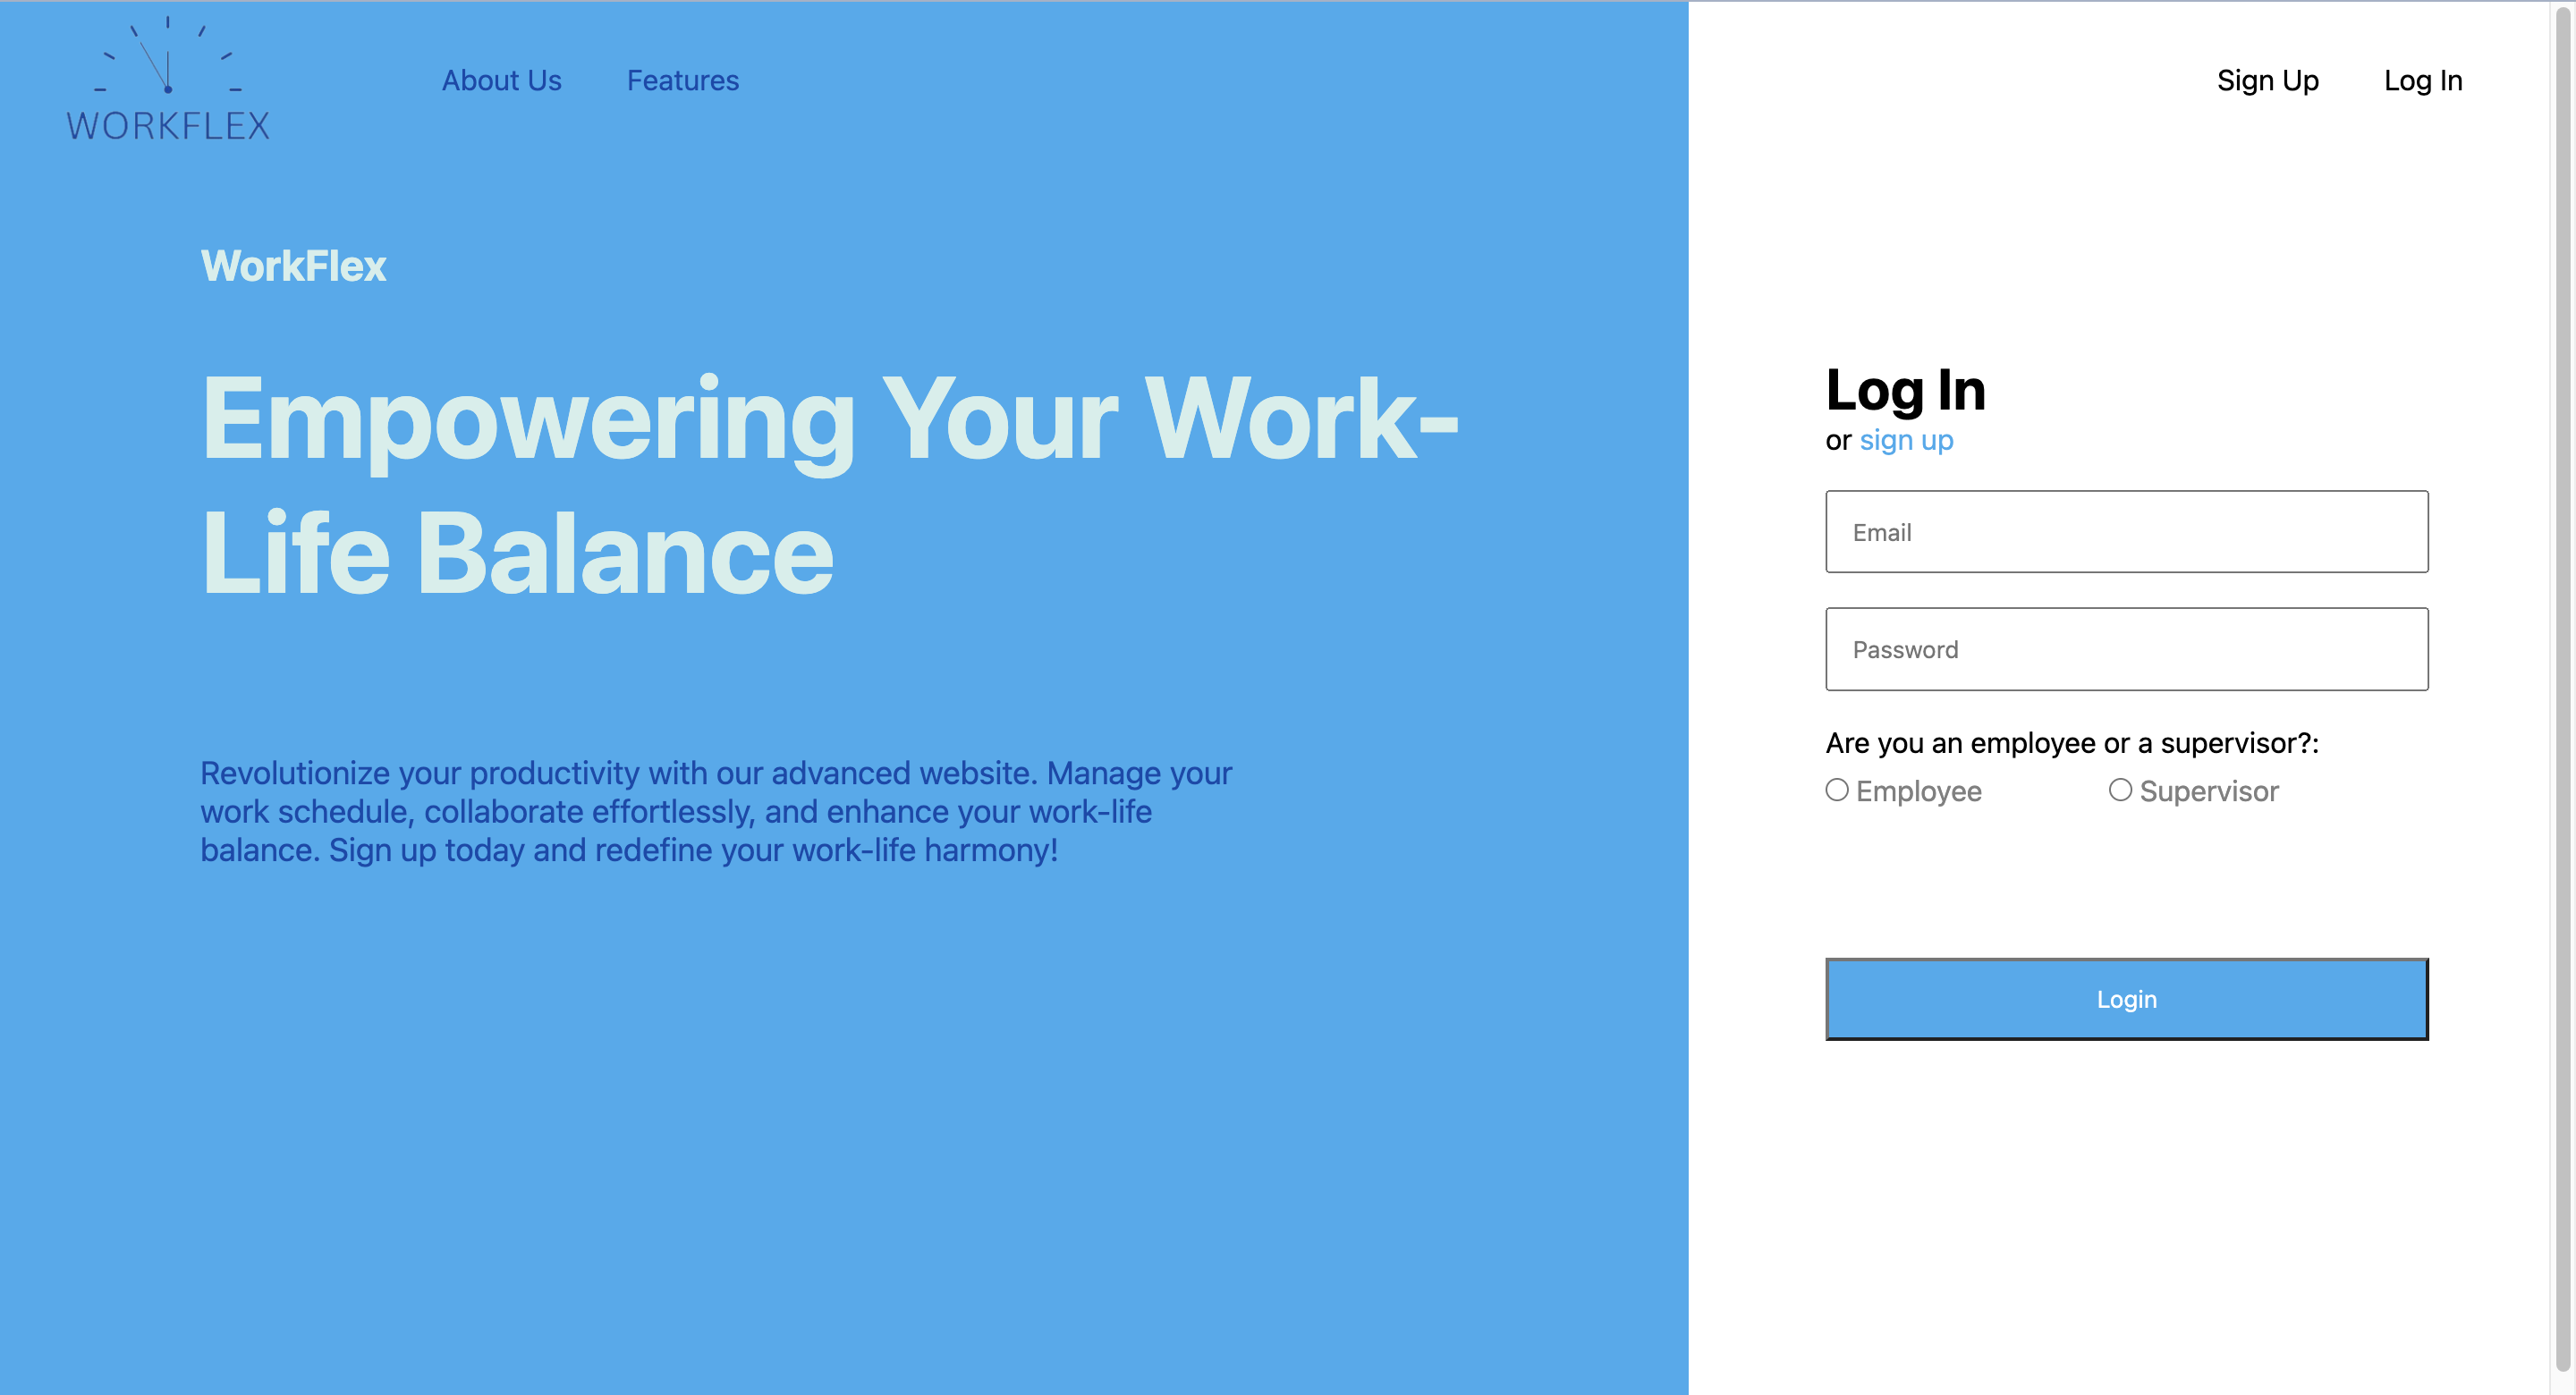 WORKFLEX
About Us
Features
Sign Up
Log In
WorkFlex
Empowering Your Work-
Life Balance
Revolutionize your productivity with our advanced website. Manage your
work schedule, collaborate effortlessly, and enhance your work-life
balance. Sign up today and redefine your work-life harmony!
Log In
or sign up
Email
Password
Are you an employee or a supervisor?:
Employee
Supervisor
Login